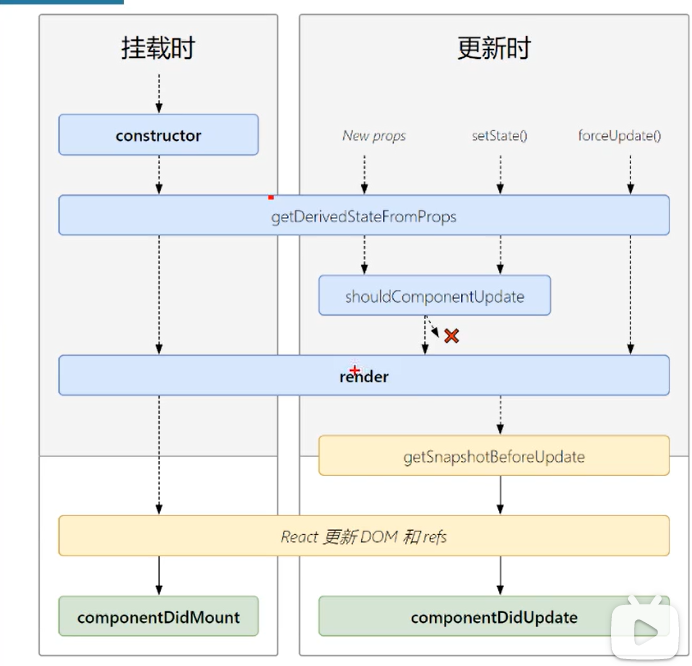 挂载时
更新时
constructor
New props
setState()
forceUpdate()
getDerivedStateFromProps
shouldComponentUpdate
render
getSnapshotBeforeUpdate
React 更新 DOM 和 refs
componentDidMount
componentDidUpdate